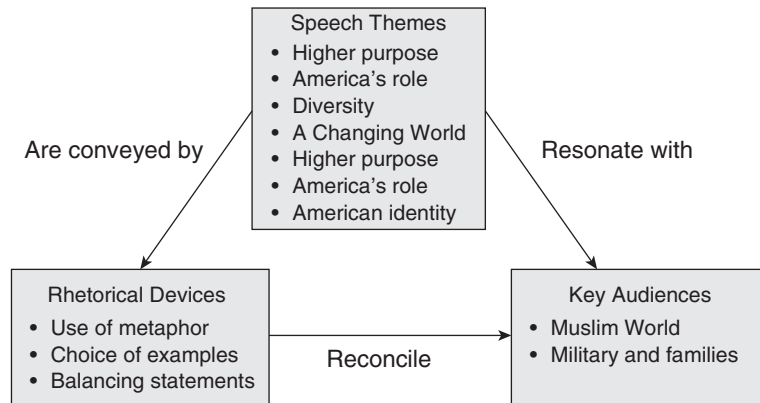 Speech Themes
• Higher purpose
• America's role
• Diversity
• A Changing World
• Higher purpose
• America's role
• American identity
Are conveyed by
Resonate with
Rhetorical Devices
• Use of metaphor
• Choice of examples
• Balancing statements
Reconcile
Key Audiences
• Muslim World
• Military and families